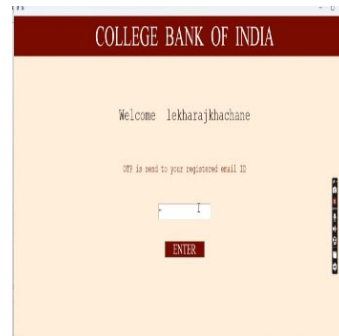 COLLEGE BANK OF INDIA
Welcome lekharajkhachane
OTP is send to your registered email ID
ENTER